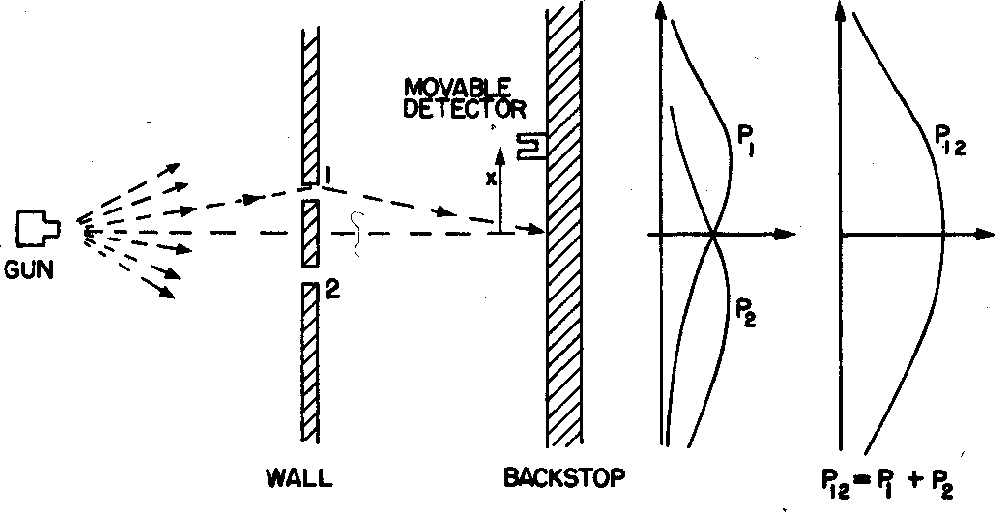 MOVABLE
DETECTOR
P₁
P₁₂
1
X
GUN
2
P₂
WALL
BACKSTOP
P₁₂ = P₁ + P₂